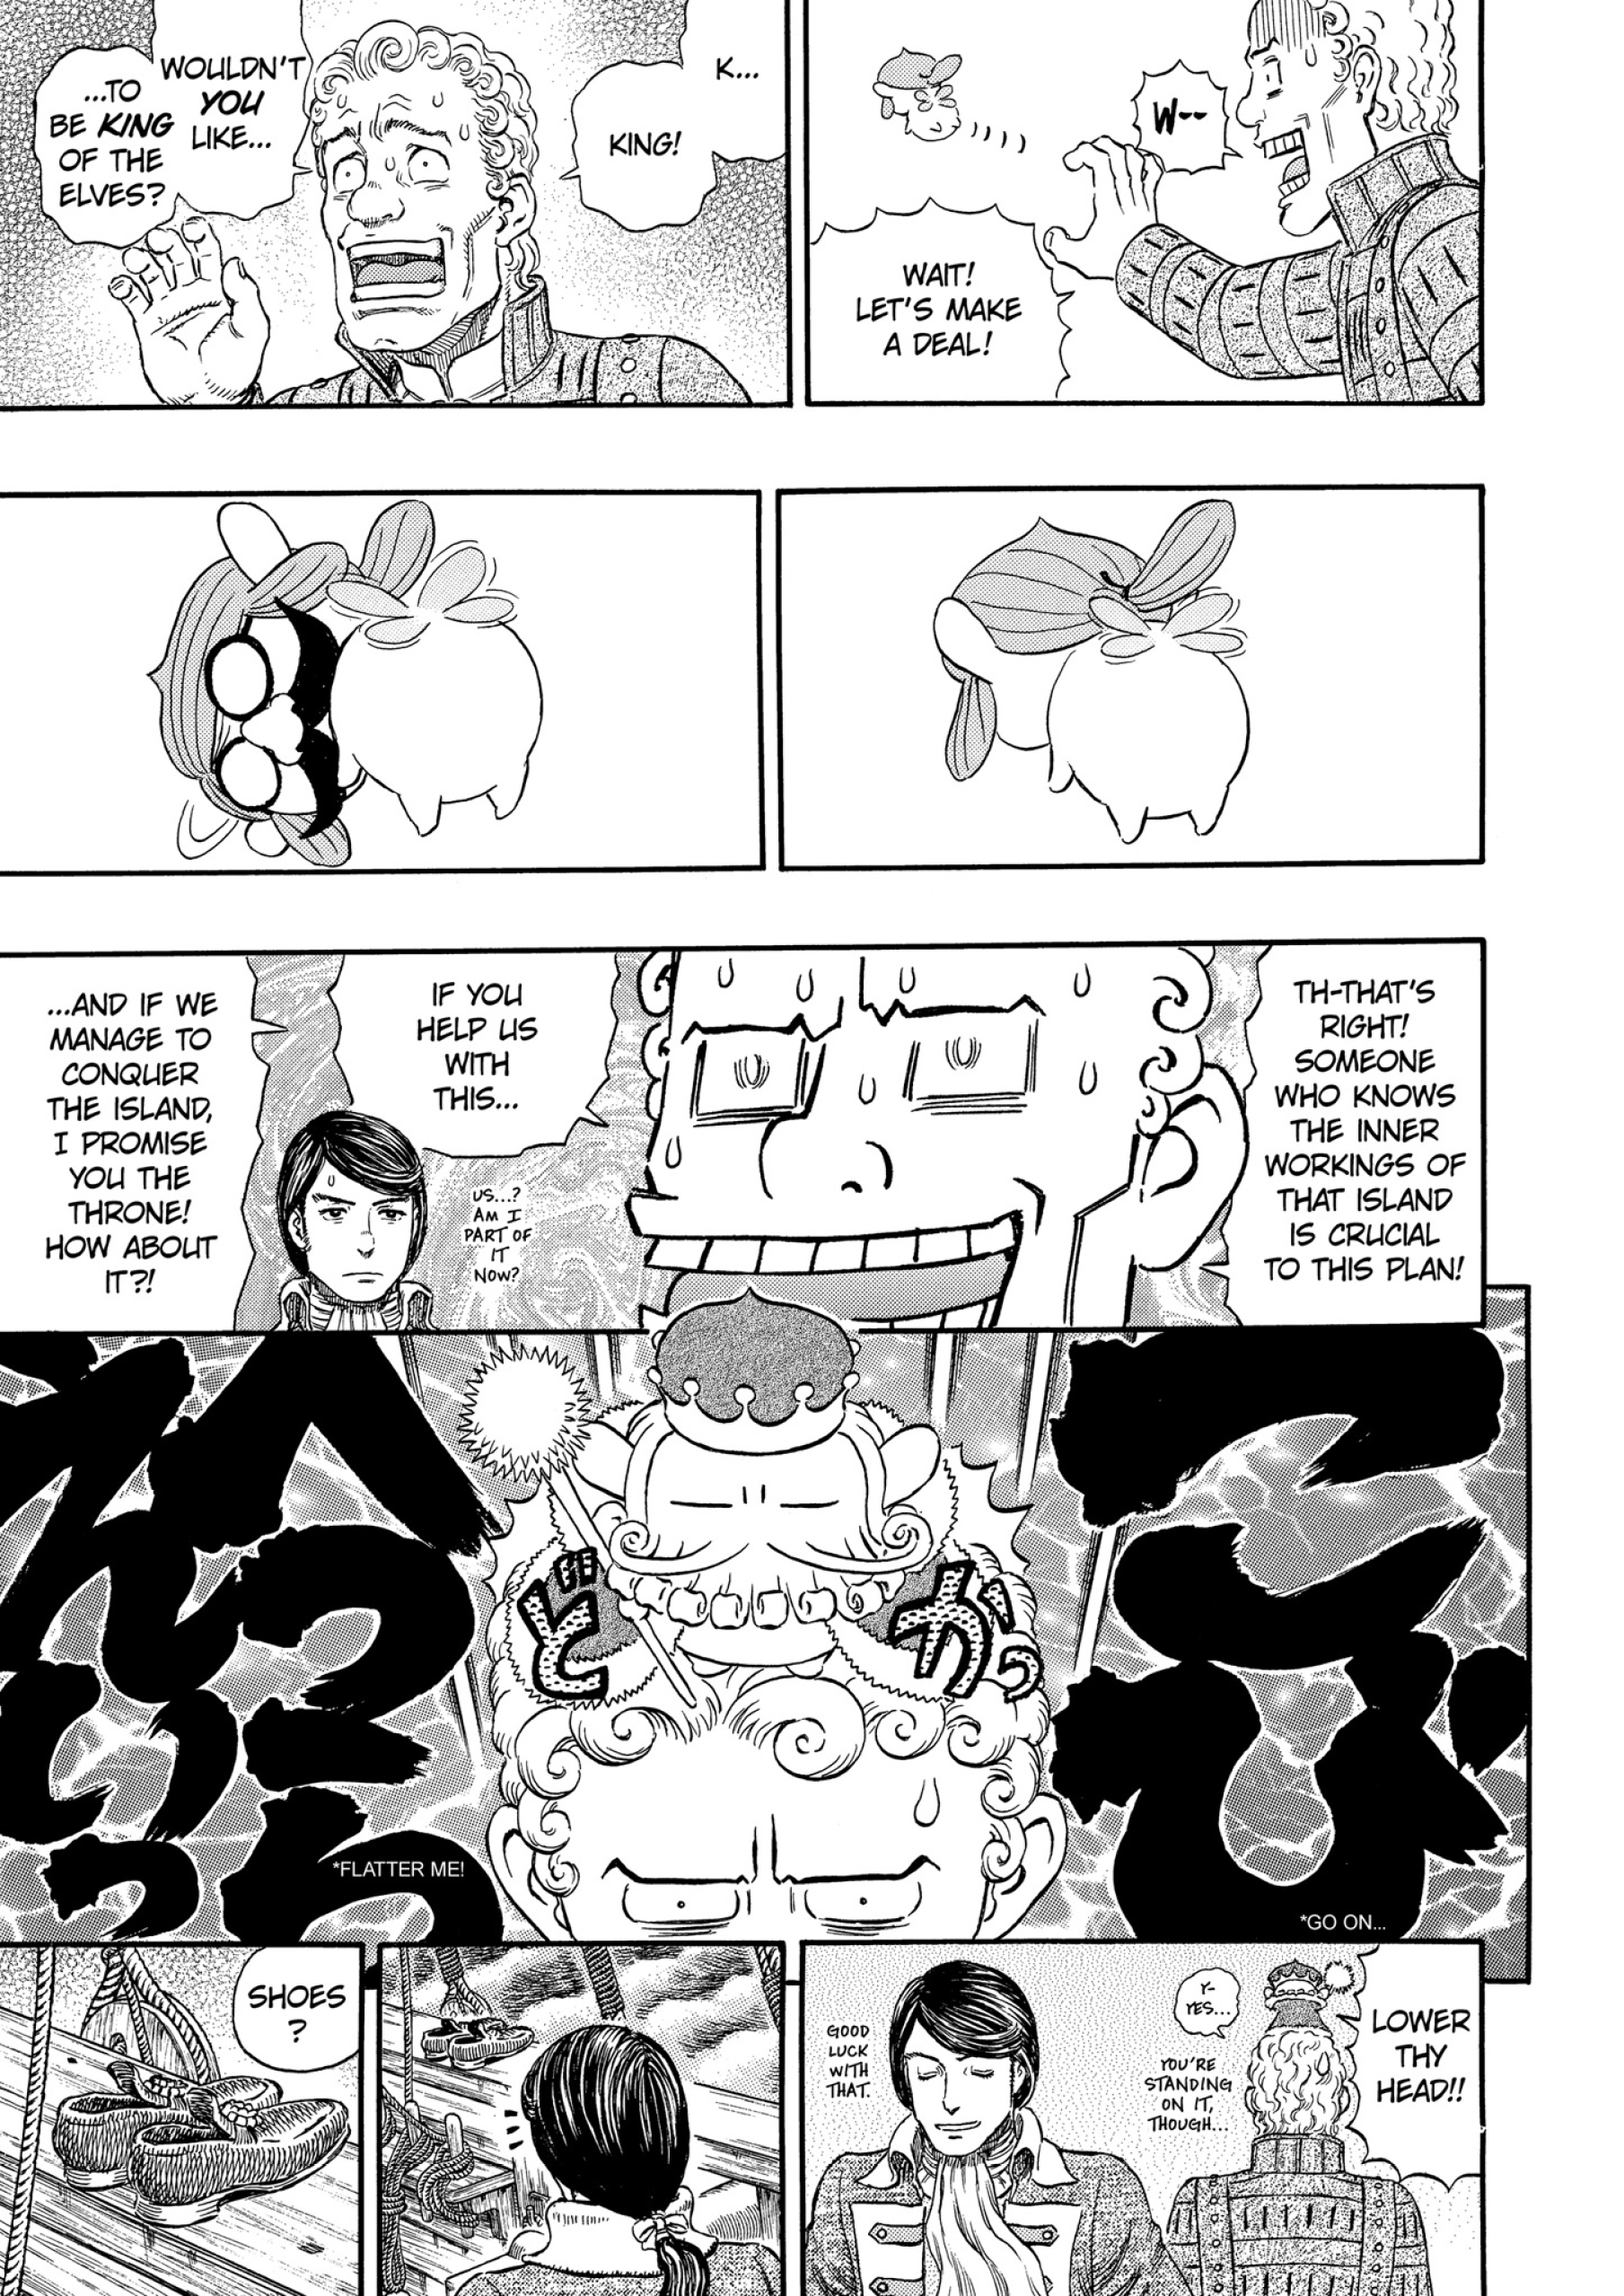 W--
WAIT!
LET'S MAKE
A DEAL!
K...
KING!
WOULDN'T
YOU
LIKE...
...TO
BE KING
OF THE
ELVES?
TH-THAT'S
RIGHT!
SOMEONE
WHO KNOWS
THE INNER
WORKINGS OF
THAT ISLAND
IS CRUCIAL
TO THIS PLAN!
IF YOU
HELP US
WITH
THIS...
US...?
AM I
PART OF
IT
NOW?
...AND IF WE
MANAGE TO
CONQUER
THE ISLAND,
I PROMISE
YOU THE
THRONE!
HOW ABOUT
IT?!
*GO ON...
どかっ
*FLATTER ME!
LOWER
THY
HEAD!!
Y-
YES...
YOU'RE
STANDING
ON IT,
THOUGH...
GOOD
LUCK
WITH
THAT.
SHOES
?